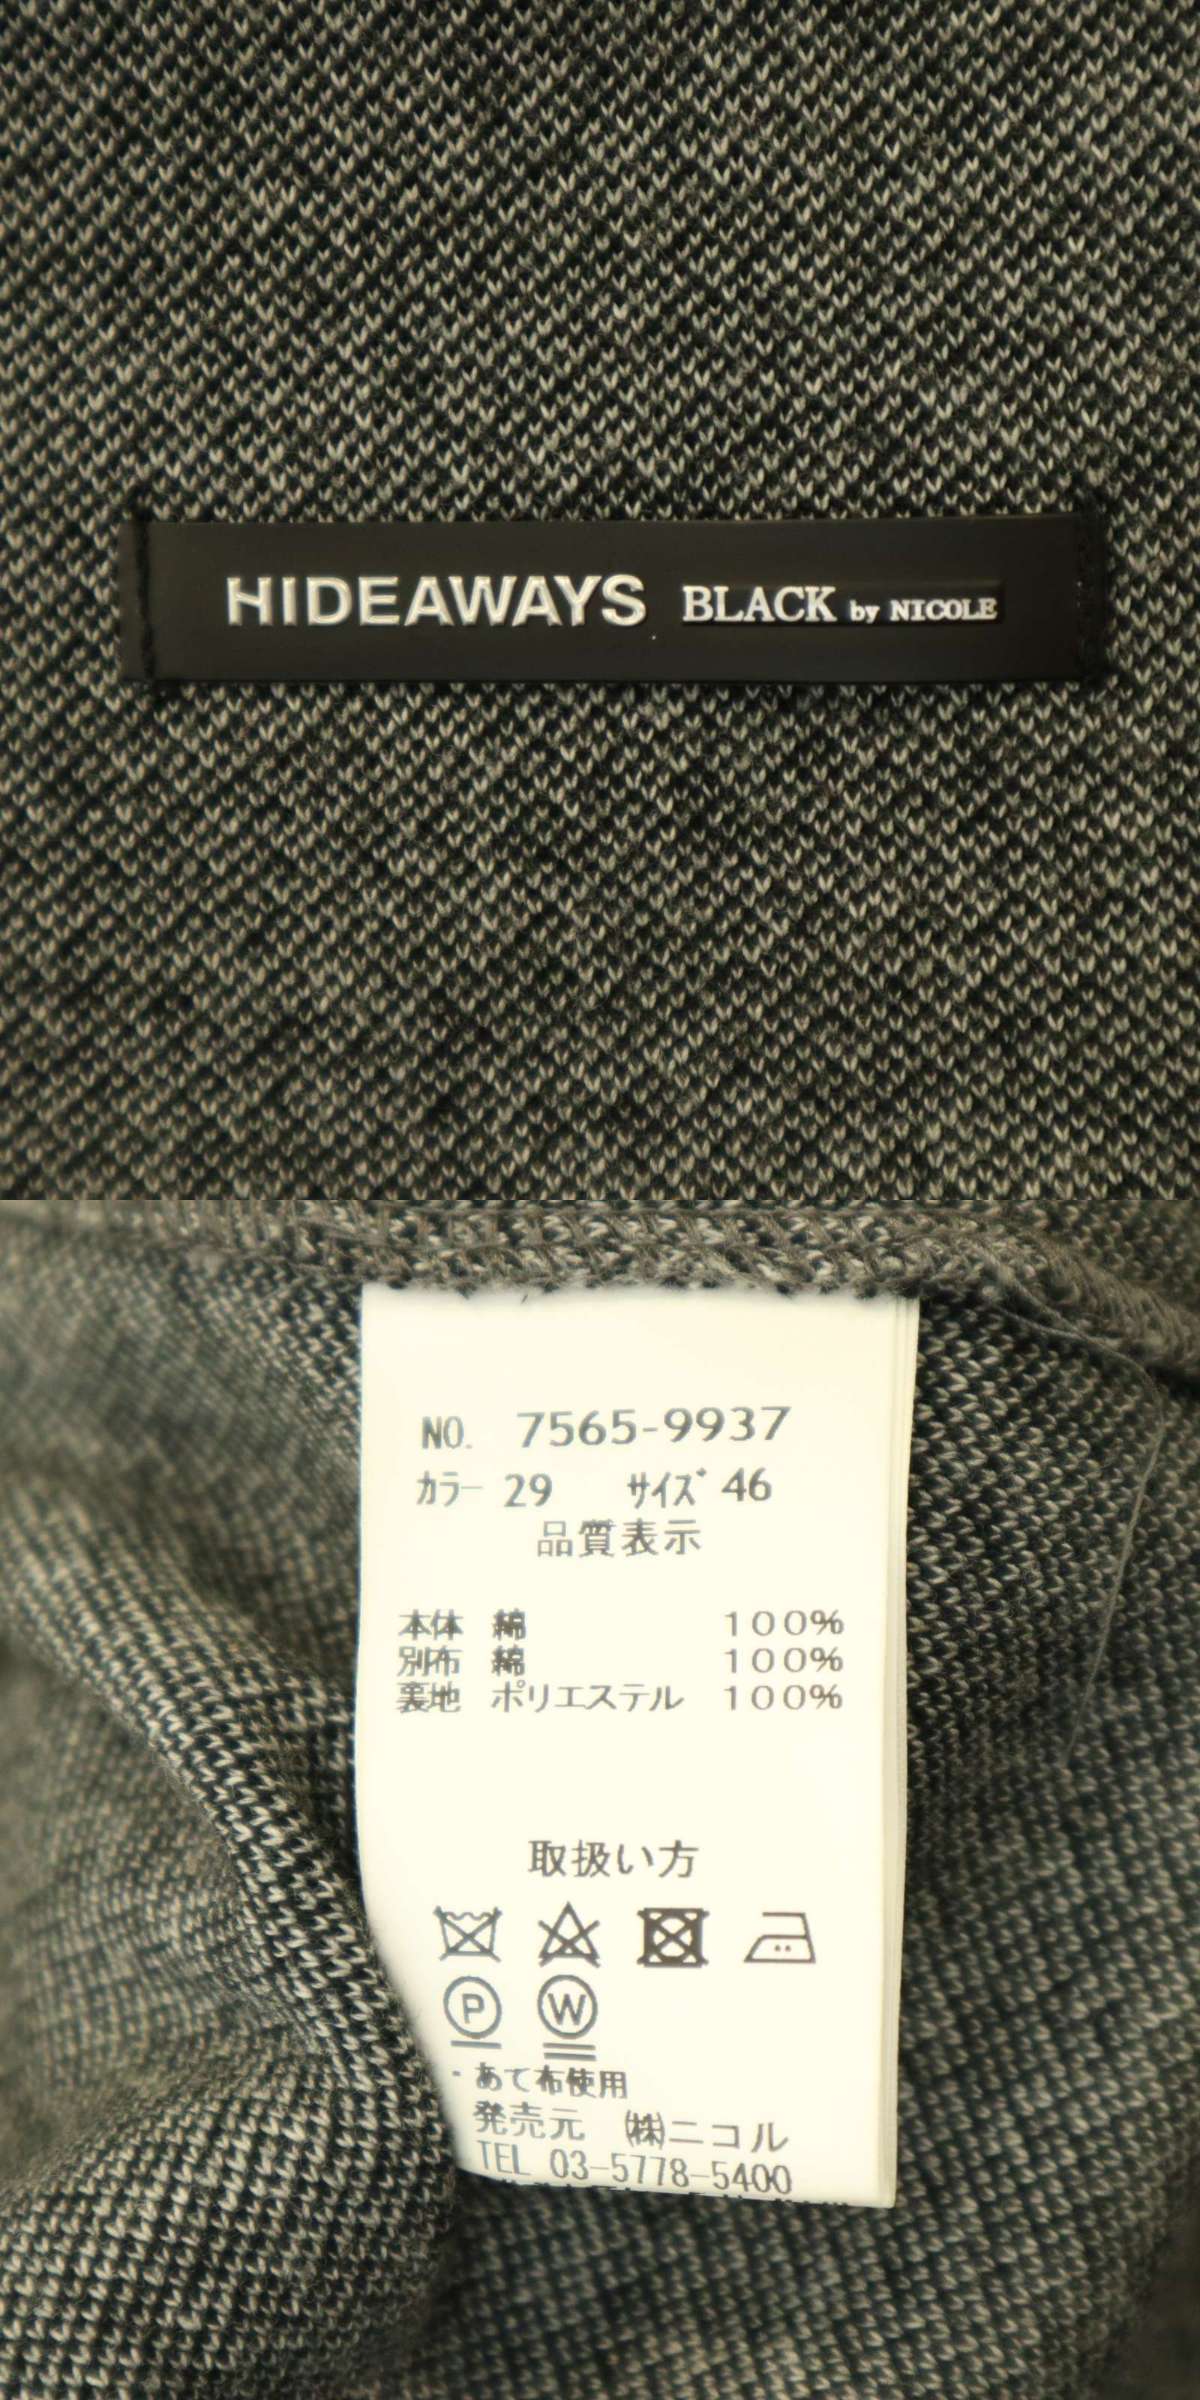 HIDEAWAYS BLACK by NICOLE
NO. 7565-9937
カラー 29 サイズ 46
品質表示
本体 綿 100%
別布 綿 100%
裏地 ポリエステル 100%
取扱い方
P W
・あて布使用
発売元 ㈱ニコル
TEL 03-5778-5400